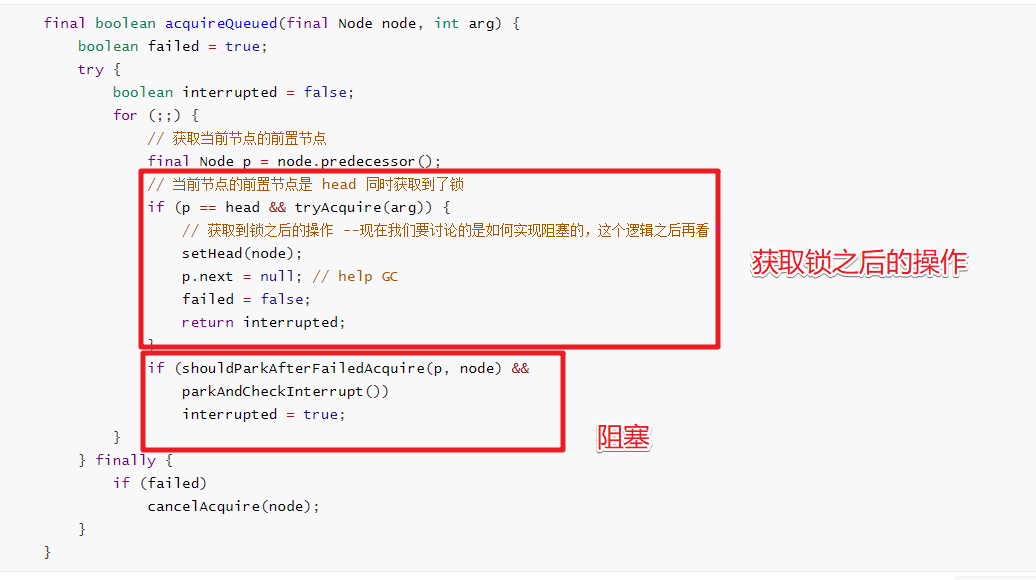 final boolean acquireQueued(final Node node, int arg) {
boolean failed = true;
try {
boolean interrupted = false;
for (;;) {
// 获取当前节点的前置节点
final Node p = node.predecessor();
// 当前节点的前置节点是 head 同时获取到了锁
if (p == head && tryAcquire(arg)) {
// 获取到锁之后的操作 --现在我们要讨论的是如何实现阻塞的，这个逻辑之后再看
setHead(node);
p.next = null; // help GC
failed = false;
return interrupted;
}
获取锁之后的操作
if (shouldParkAfterFailedAcquire(p, node) &&
parkAndCheckInterrupt())
interrupted = true;
}
阻塞
} finally {
if (failed)
cancelAcquire(node);
}
}